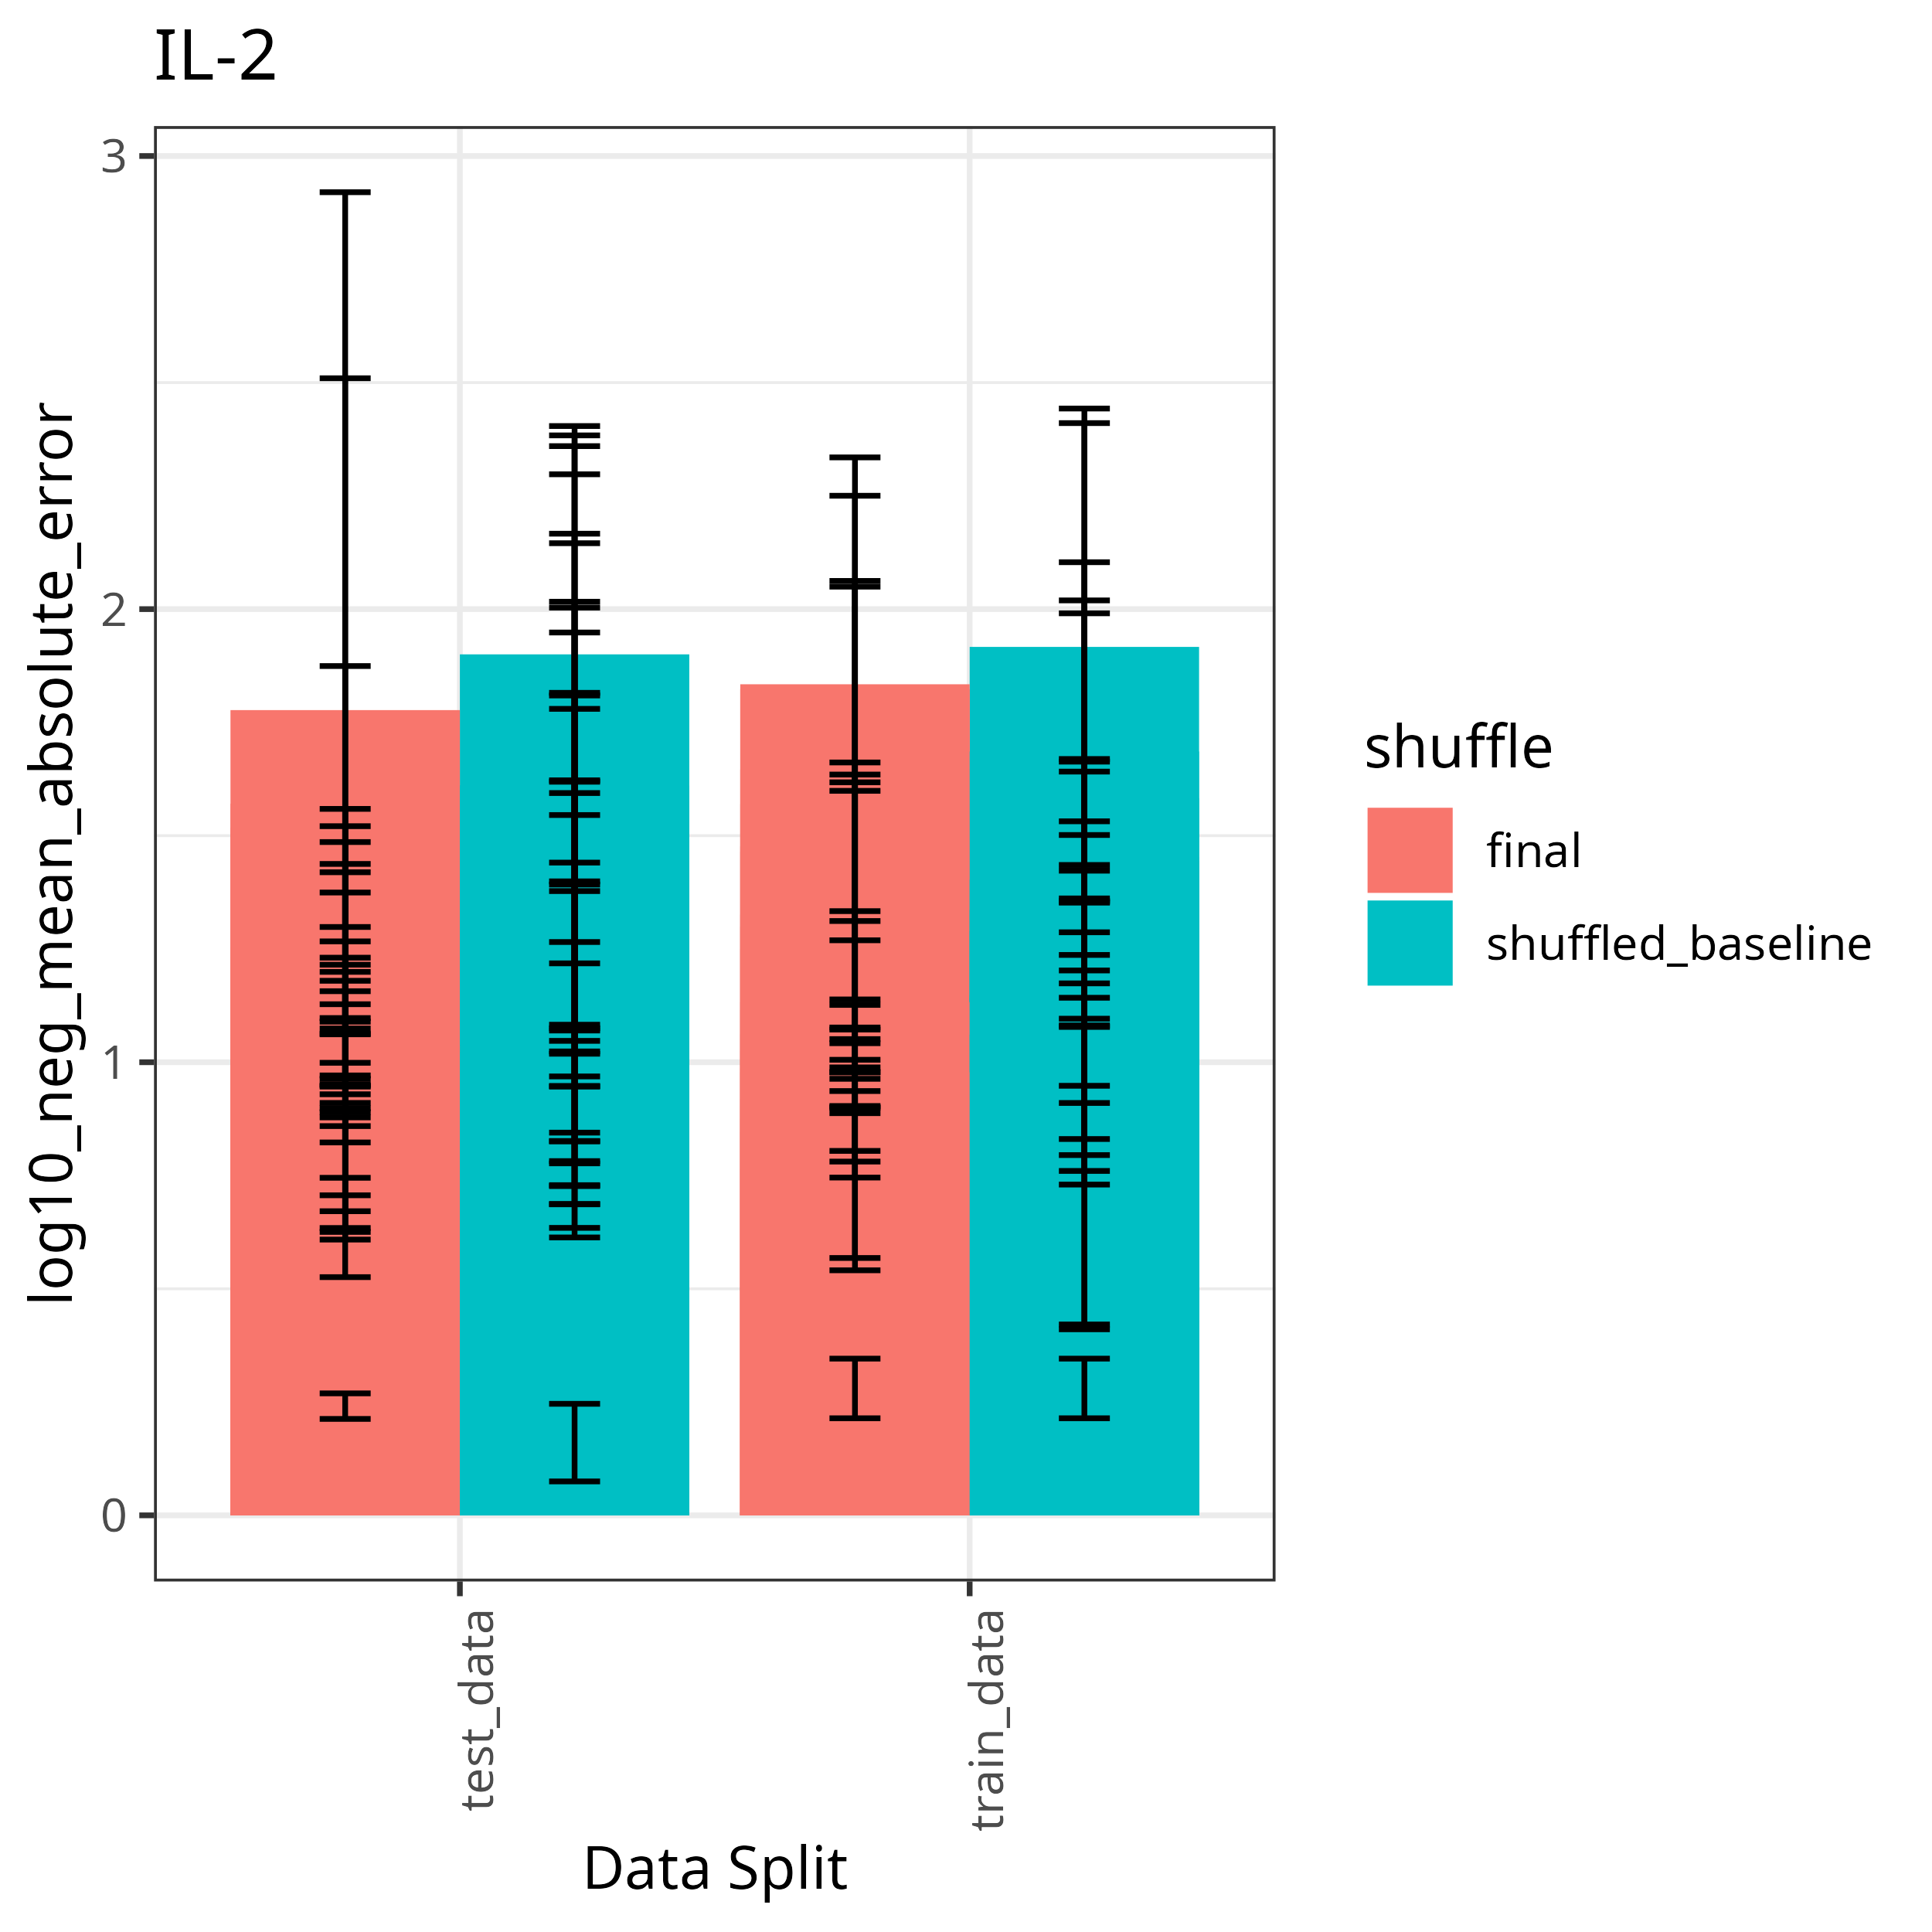 IL-2
log10_neg_mean_absolute_error
3
2
1
0
test_data
train_data
Data Split
shuffle
final
shuffled_baseline